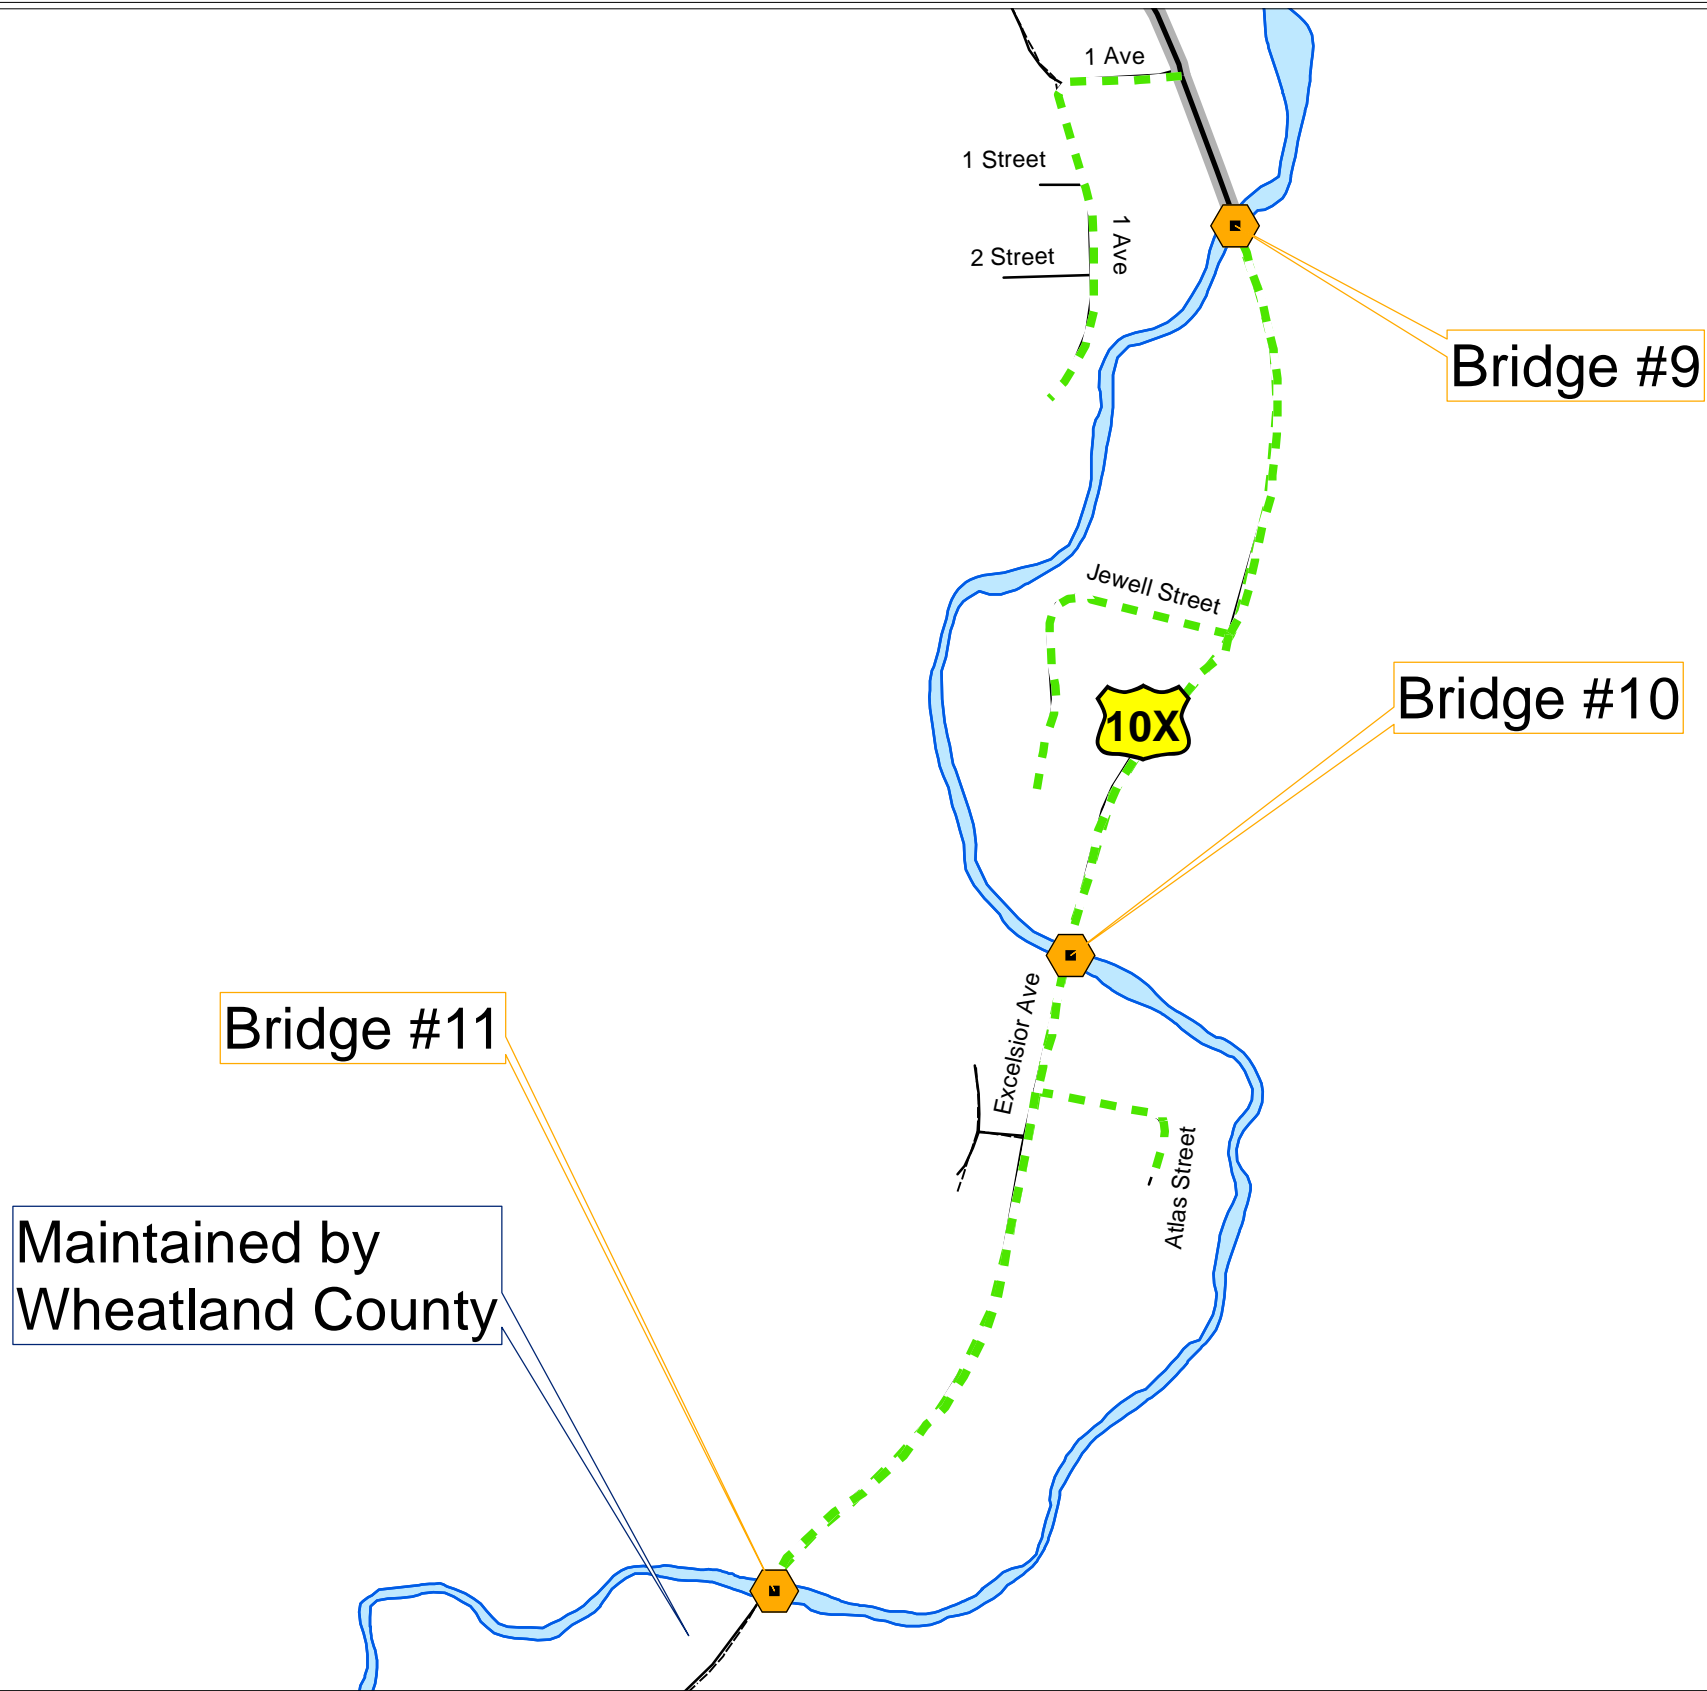 1 Ave
1 Street
1 Ave
2 Street
Bridge #9
Jewell Street
Bridge #10
10X
Excelsior Ave
Bridge #11
Atlas Street
Maintained by
Wheatland County